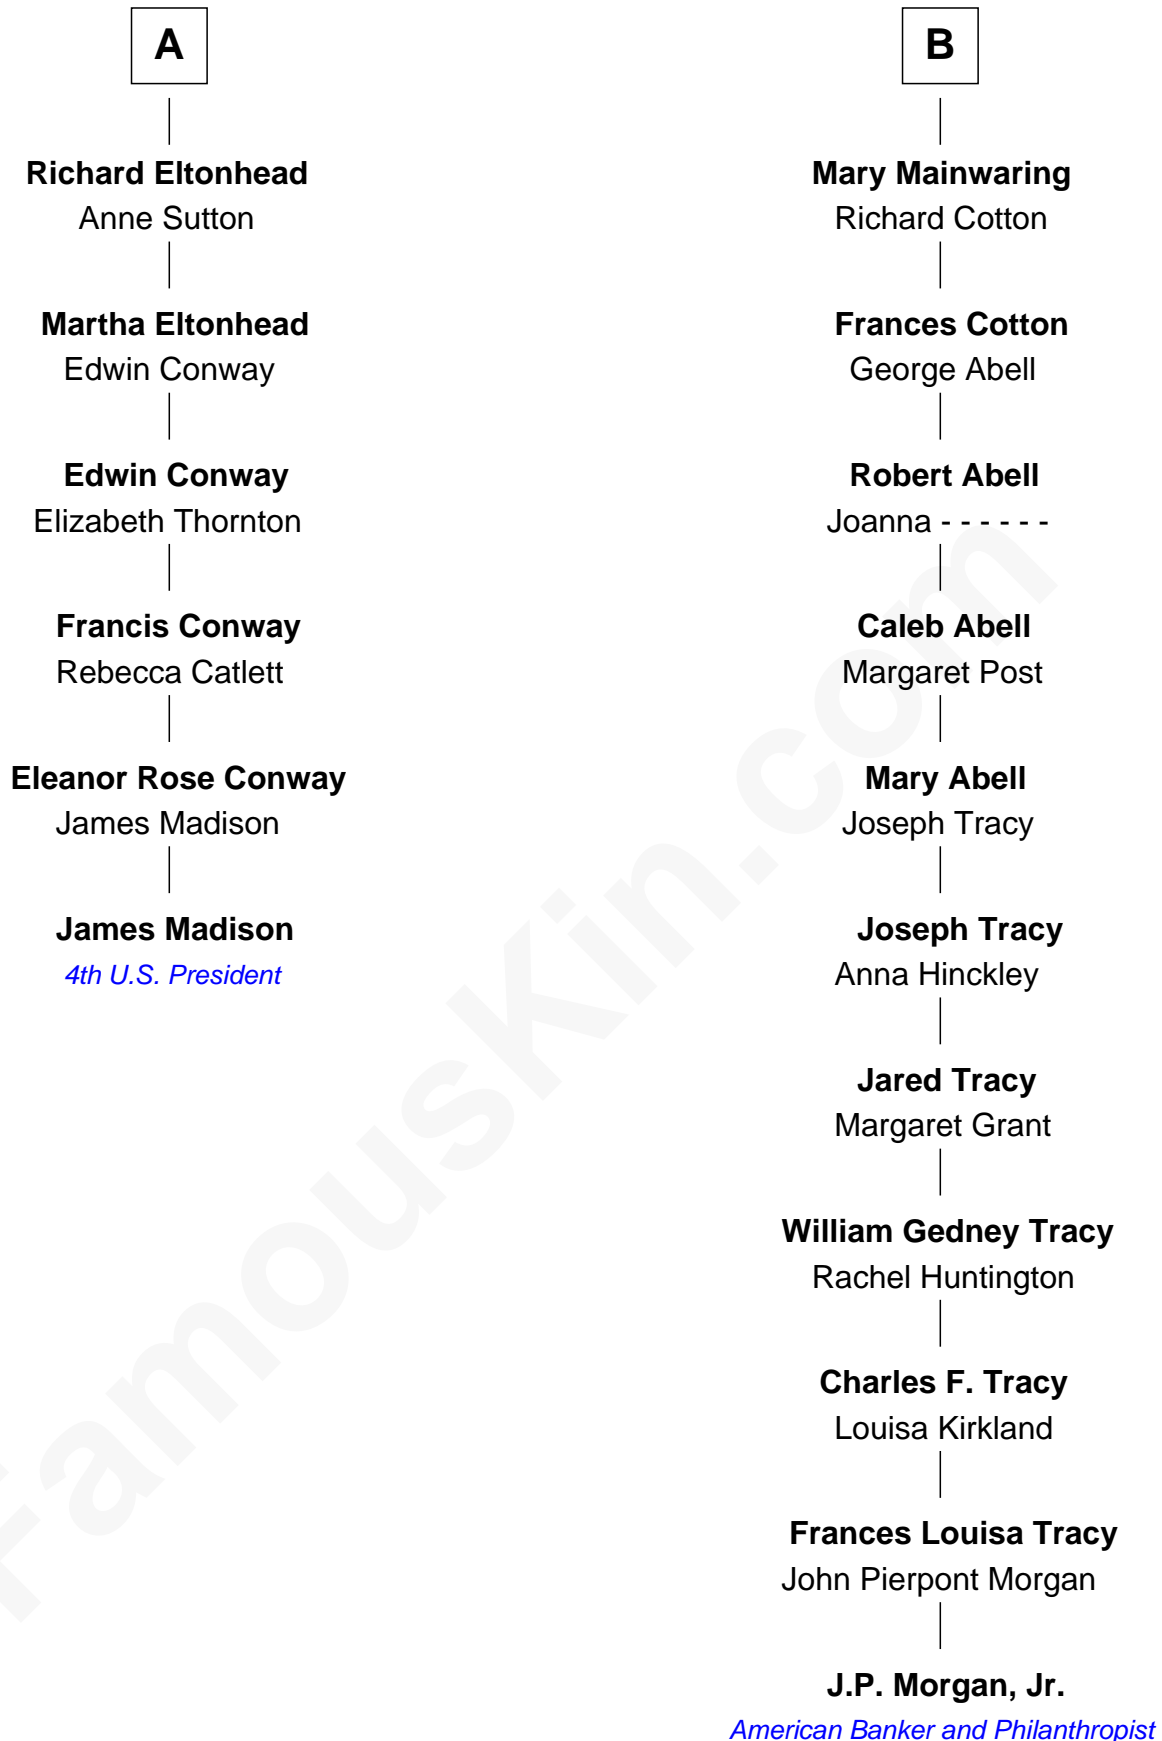 A
Richard Eltonhead
Anne Sutton
Martha Eltonhead
Edwin Conway
Edwin Conway
Elizabeth Thornton
Francis Conway
Rebecca Catlett
Eleanor Rose Conway
James Madison
James Madison
4th U.S. President
B
Mary Mainwaring
Richard Cotton
Frances Cotton
George Abell
Robert Abell
Joanna - - - - - -
Caleb Abell
Margaret Post
Mary Abell
Joseph Tracy
Joseph Tracy
Anna Hinckley
Jared Tracy
Margaret Grant
William Gedney Tracy
Rachel Huntington
Charles F. Tracy
Louisa Kirkland
Frances Louisa Tracy
John Pierpont Morgan
J.P. Morgan, Jr.
American Banker and Philanthropist
FamousKin.com